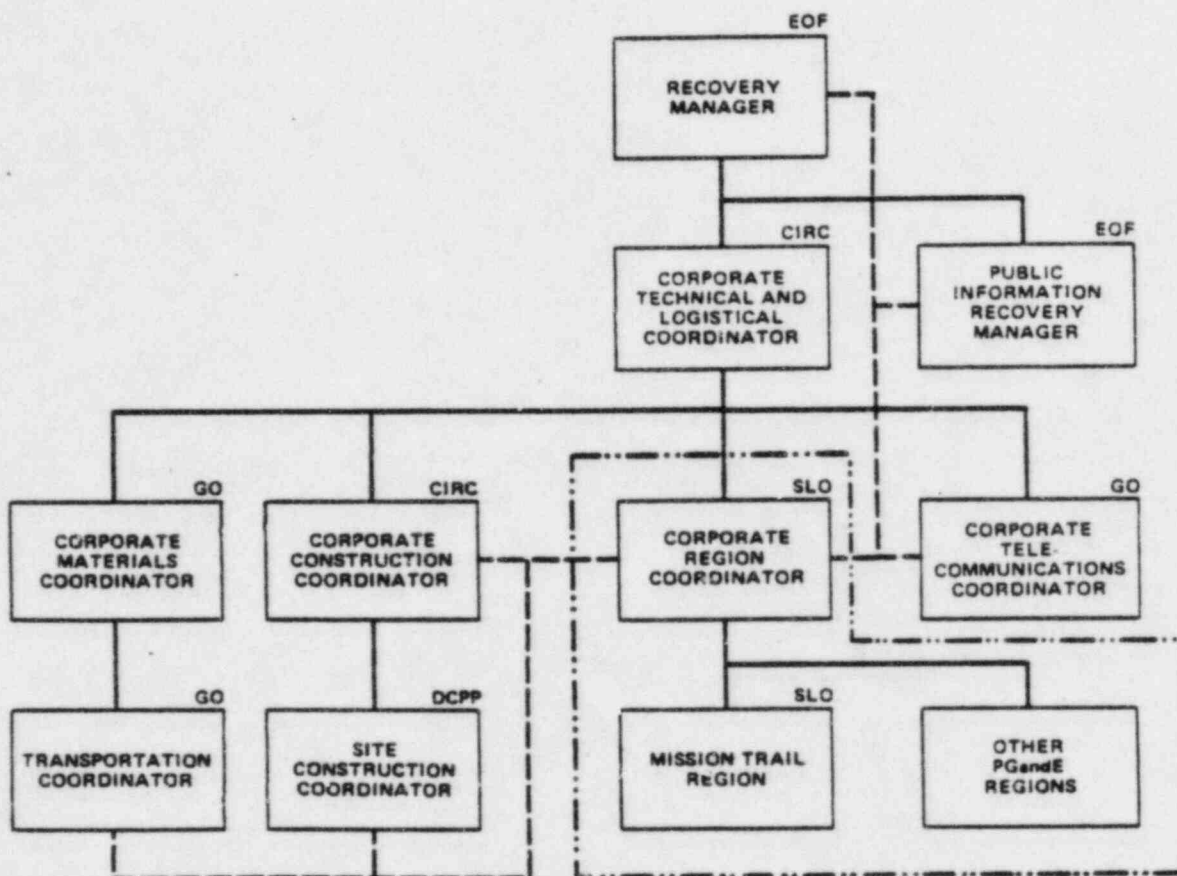 EOF
RECOVERY
MANAGER
CIRC
CORPORATE
TECHNICAL AND
LOGISTICAL
COORDINATOR
EOF
PUBLIC
INFORMATION
RECOVERY
MANAGER
GO
CORPORATE
MATERIALS
COORDINATOR
CIRC
CORPORATE
CONSTRUCTION
COORDINATOR
SLO
CORPORATE
REGION
COORDINATOR
GO
CORPORATE
TELE-
COMMUNICATIONS
COORDINATOR
GO
TRANSPORTATION
COORDINATOR
DCPP
SITE
CONSTRUCTION
COORDINATOR
SLO
MISSION TRAIL
REGION
OTHER
PGandE
REGIONS